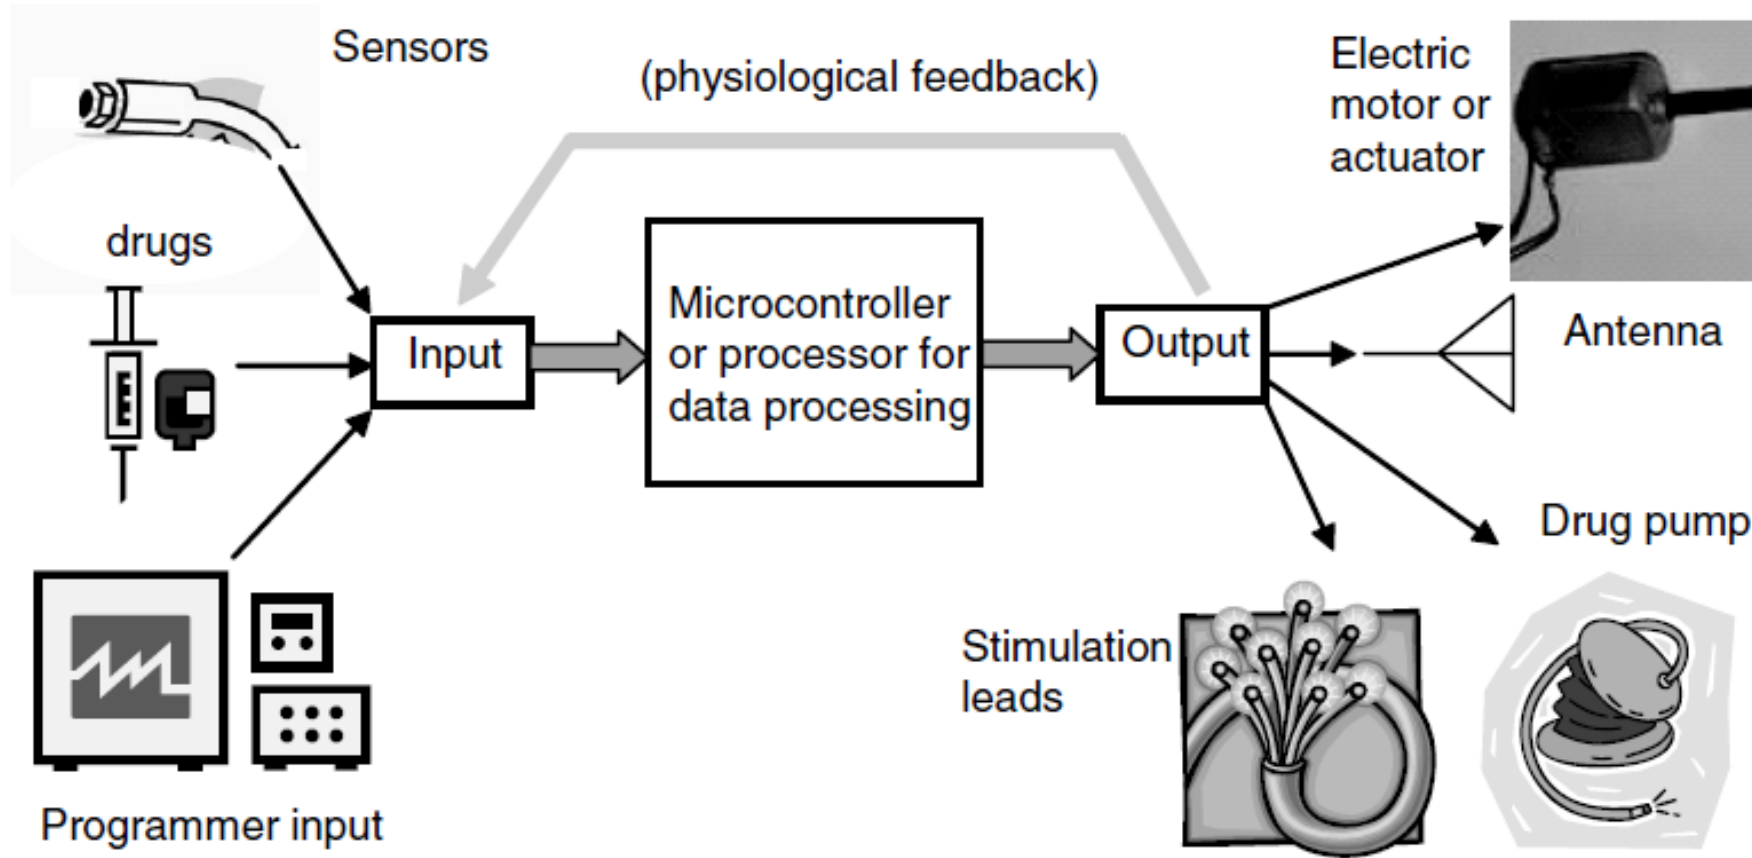 Sensors
(physiological feedback)
Electric
motor or
actuator
drugs
Microcontroller
or processor for
data processing
Input
Output
Antenna
Drug pump
Stimulation
leads
Programmer input